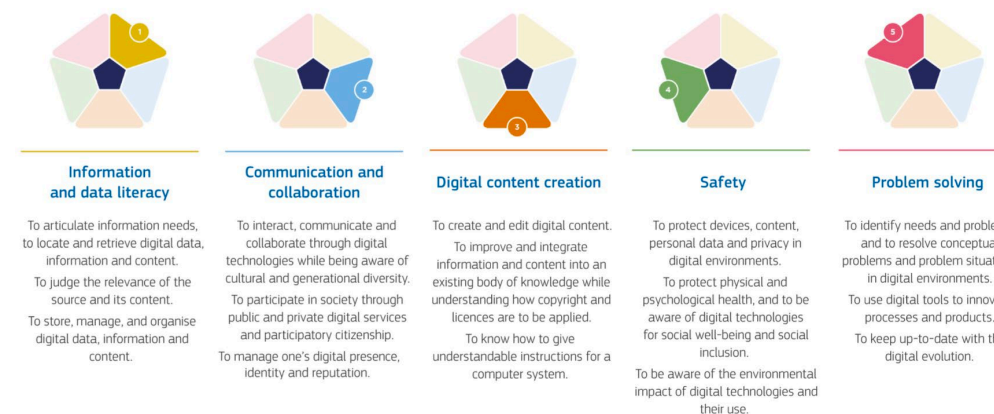 1
Information
and data literacy
To articulate information needs,
to locate and retrieve digital data,
information and content.
To judge the relevance of the
source and its content.
To store, manage, and organise
digital data, information and
content.
2
Communication and
collaboration
To interact, communicate and
collaborate through digital
technologies while being aware of
cultural and generational diversity.
To participate in society through
public and private digital services
and participatory citizenship.
To manage one's digital presence,
identity and reputation.
3
Digital content creation
To create and edit digital content.
To improve and integrate
information and content into an
existing body of knowledge while
understanding how copyright and
licences are to be applied.
To know how to give
understandable instructions for a
computer system.
4
Safety
To protect devices, content,
personal data and privacy in
digital environments.
To protect physical and
psychological health, and to be
aware of digital technologies
for social well-being and social
inclusion.
To be aware of the environmental
impact of digital technologies and
their use.
5
Problem solving
To identify needs and
and to resolve
problems and problem
in digital environments.
To use digital tools to
processes and products.
To keep up-to-date with
digital evolution.